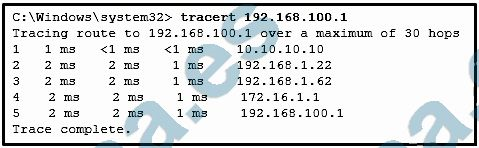 C:\Windows\system32> tracert 192.168.100.1
Tracing route to 192.168.100.1 over a maximum of 30 hops
1 1 ms <1 ms <1 ms 10.10.10.10
2 2 ms 2 ms 1 ms 192.168.1.22
3 2 ms 2 ms 1 ms 192.168.1.62
4 2 ms 2 ms 1 ms 172.16.1.1
5 2 ms 2 ms 1 ms 192.168.100.1
Trace complete.